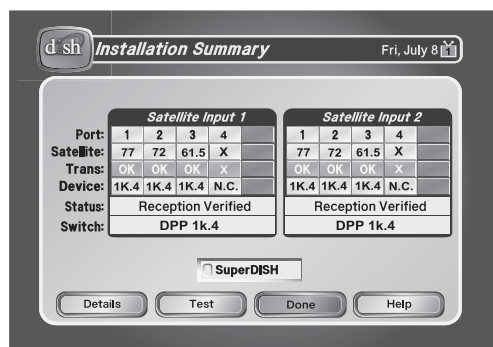 dish Installation Summary Fri, July 8 1
Satellite Input 1 Satellite Input 2
Port: 1 2 3 4 1 2 3 4
Satellite: 77 72 61.5 X 77 72 61.5 X
Trans: OK OK OK X OK OK OK X
Device: 1K.4 1K.4 1K.4 N.C. 1K.4 1K.4 1K.4 N.C.
Status: Reception Verified Reception Verified
Switch: DPP 1k.4 DPP 1k.4
SuperDISH
Details Test Done Help